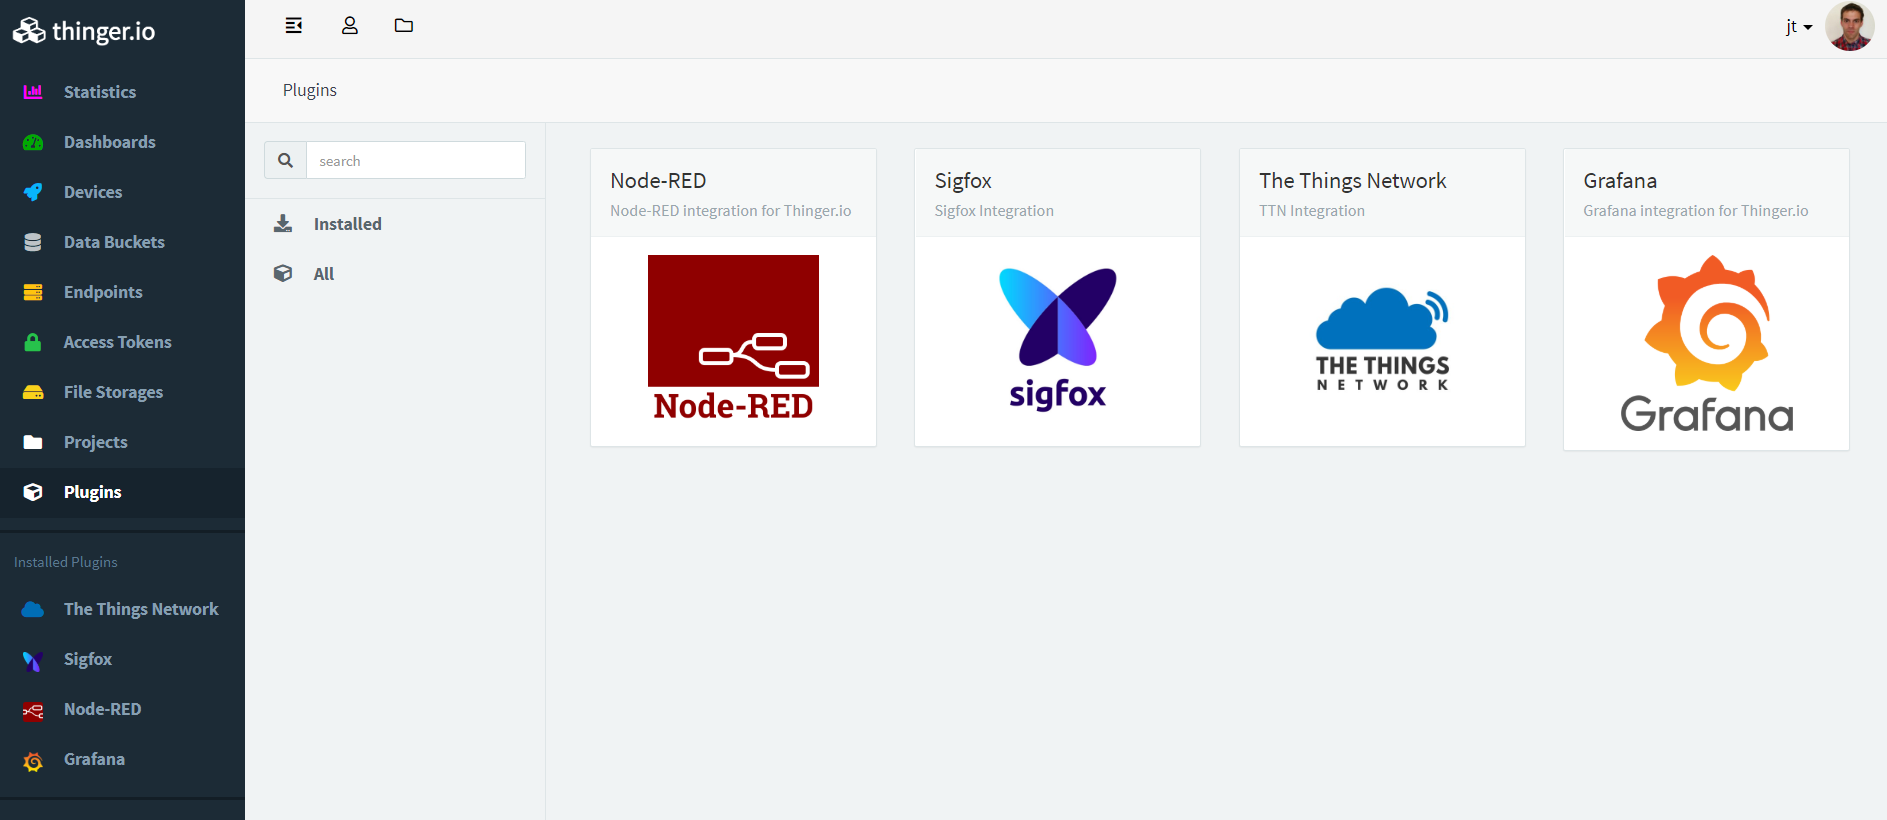 thinger.io
jt
Statistics
Dashboards
Devices
Data Buckets
Endpoints
Access Tokens
File Storages
Projects
Plugins
Installed Plugins
The Things Network
Sigfox
Node-RED
Grafana
Plugins
search
Installed
All
Node-RED
Node-RED integration for Thinger.io
Node-RED
Sigfox
Sigfox Integration
sigfox
The Things Network
TTN Integration
THE THINGS
NETWORK
Grafana
Grafana integration for Thinger.io
Grafana